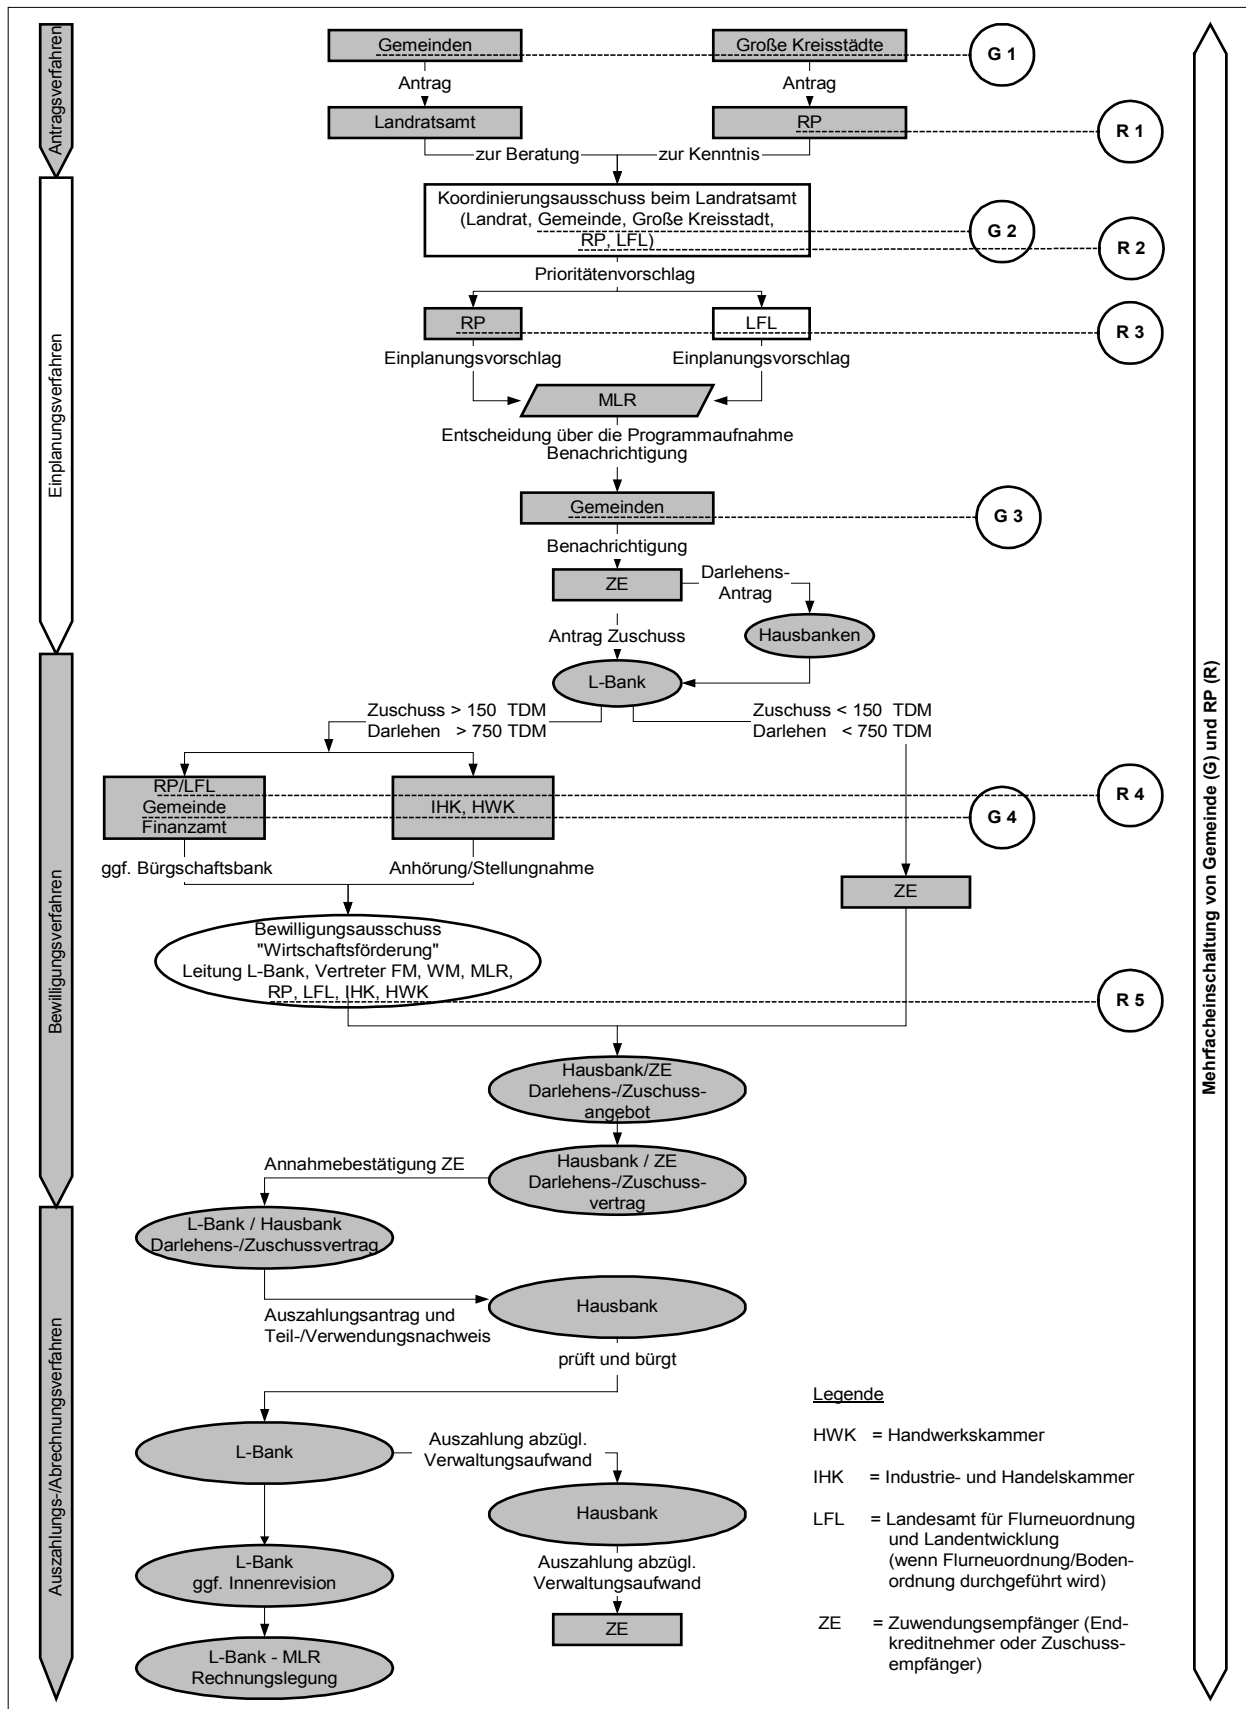 Antragsverfahren
Gemeinden
Große Kreisstädte
G 1
Antrag
Antrag
Landratsamt
RP
R 1
zur Beratung
zur Kenntnis
Einplanungsverfahren
Koordinierungsausschuss beim Landratsamt
(Landrat, Gemeinde, Große Kreisstadt,
RP, LFL)
G 2
R 2
Prioritätenvorschlag
RP
LFL
R 3
Einplanungsvorschlag
Einplanungsvorschlag
MLR
Entscheidung über die Programmaufnahme
Benachrichtigung
Gemeinden
G 3
Benachrichtigung
ZE
Darlehens-
Antrag
Antrag Zuschuss
Hausbanken
Bewilligungsverfahren
L-Bank
Zuschuss > 150 TDM
Darlehen > 750 TDM
Zuschuss < 150 TDM
Darlehen < 750 TDM
RP/LFL
Gemeinde
Finanzamt
IHK, HWK
R 4
G 4
ggf. Bürgschaftsbank
Anhörung/Stellungnahme
ZE
Bewilligungsausschuss
"Wirtschaftsförderung"
Leitung L-Bank, Vertreter FM, WM, MLR,
RP, LFL, IHK, HWK
R 5
Hausbank/ZE
Darlehens-/Zuschuss-
angebot
Annahmebestätigung ZE
Hausbank / ZE
Darlehens-/Zuschuss-
vertrag
Auszahlungs-/Abrechnungsverfahren
L-Bank / Hausbank
Darlehens-/Zuschussvertrag
Hausbank
Auszahlungsantrag und
Teil-/Verwendungsnachweis
prüft und bürgt
L-Bank
Auszahlung abzügl.
Verwaltungsaufwand
Hausbank
L-Bank
ggf. Innenrevision
Auszahlung abzügl.
Verwaltungsaufwand
ZE
L-Bank - MLR
Rechnungslegung
Legende
HWK = Handwerkskammer
IHK = Industrie- und Handelskammer
LFL = Landesamt für Flurneuordnung
und Landentwicklung
(wenn Flurneuordnung/Boden-
ordnung durchgeführt wird)
ZE = Zuwendungsempfänger (End-
kreditnehmer oder Zuschuss-
empfänger)
Mehrfacheinschaltung von Gemeinde (G) und RP (R)